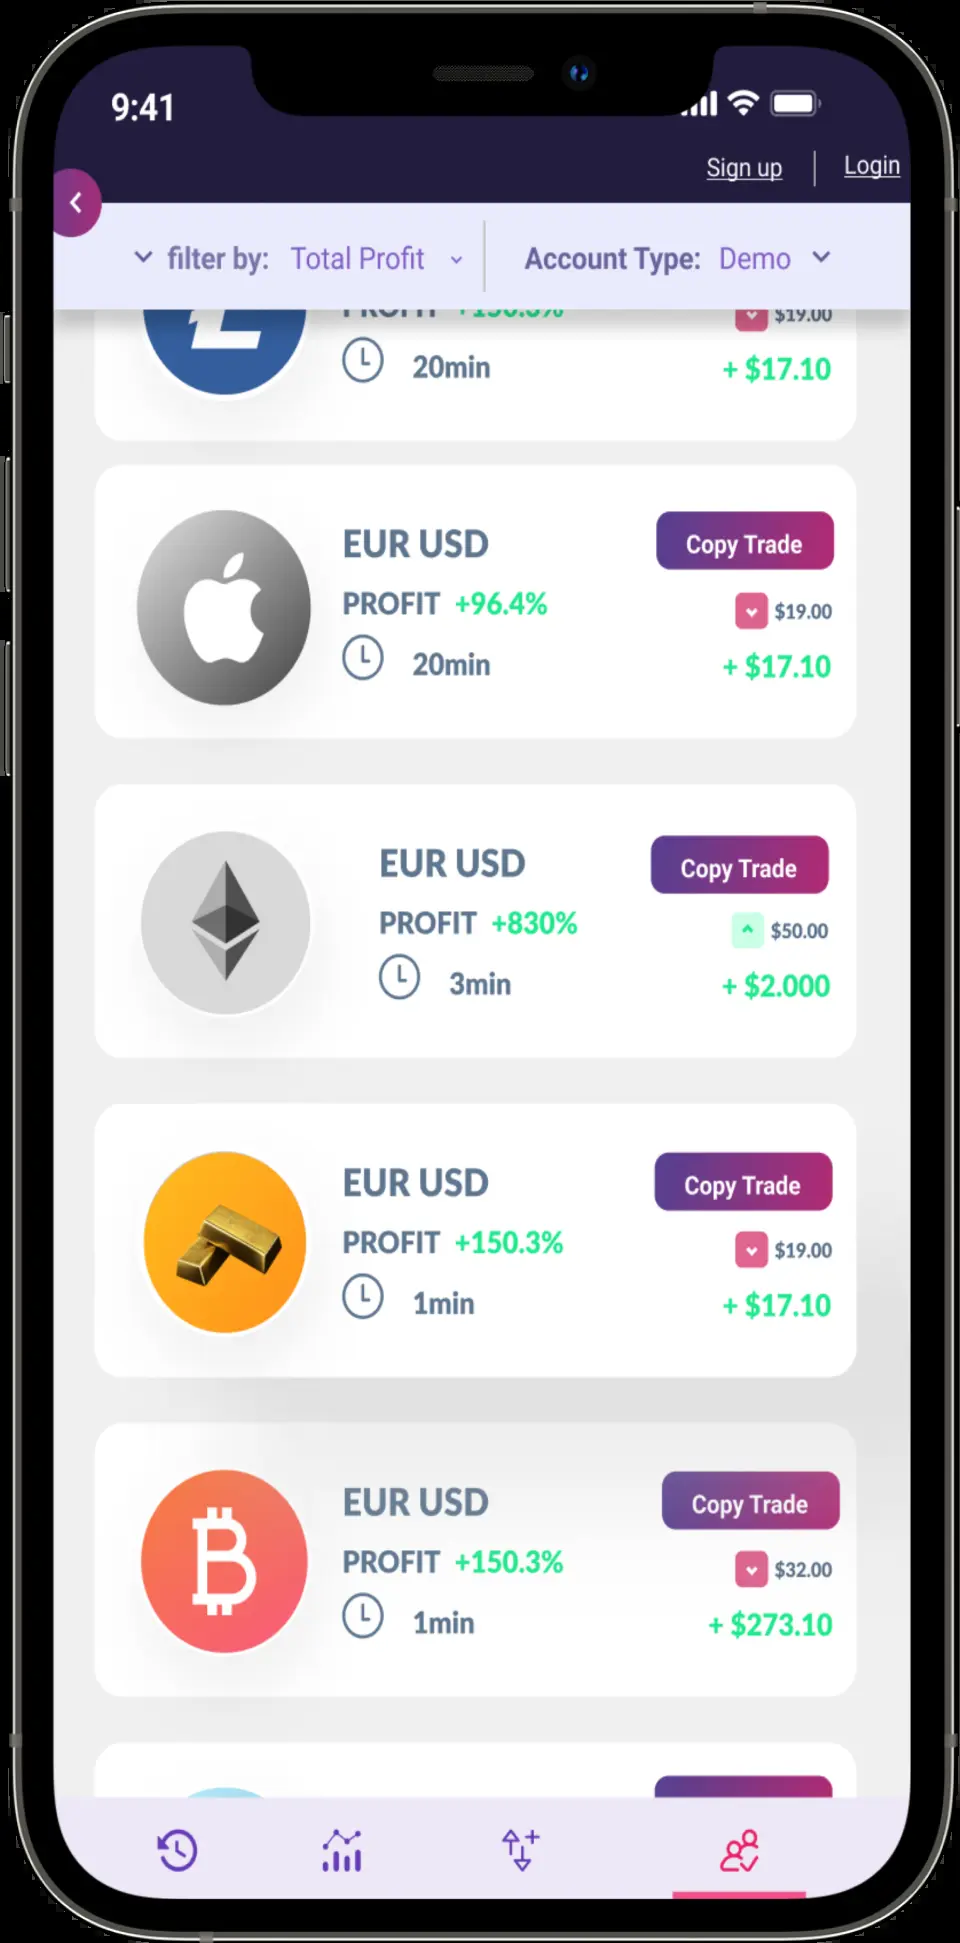 9:41
Sign up
Login
filter by: Total Profit
Account Type: Demo
PROFIT +150.3%
$19.00
20min
+ $17.10
EUR USD
Copy Trade
PROFIT +96.4%
$19.00
20min
+ $17.10
EUR USD
Copy Trade
PROFIT +830%
$50.00
3min
+ $2.000
EUR USD
Copy Trade
PROFIT +150.3%
$19.00
1min
+ $17.10
EUR USD
Copy Trade
PROFIT +150.3%
$32.00
1min
+ $273.10